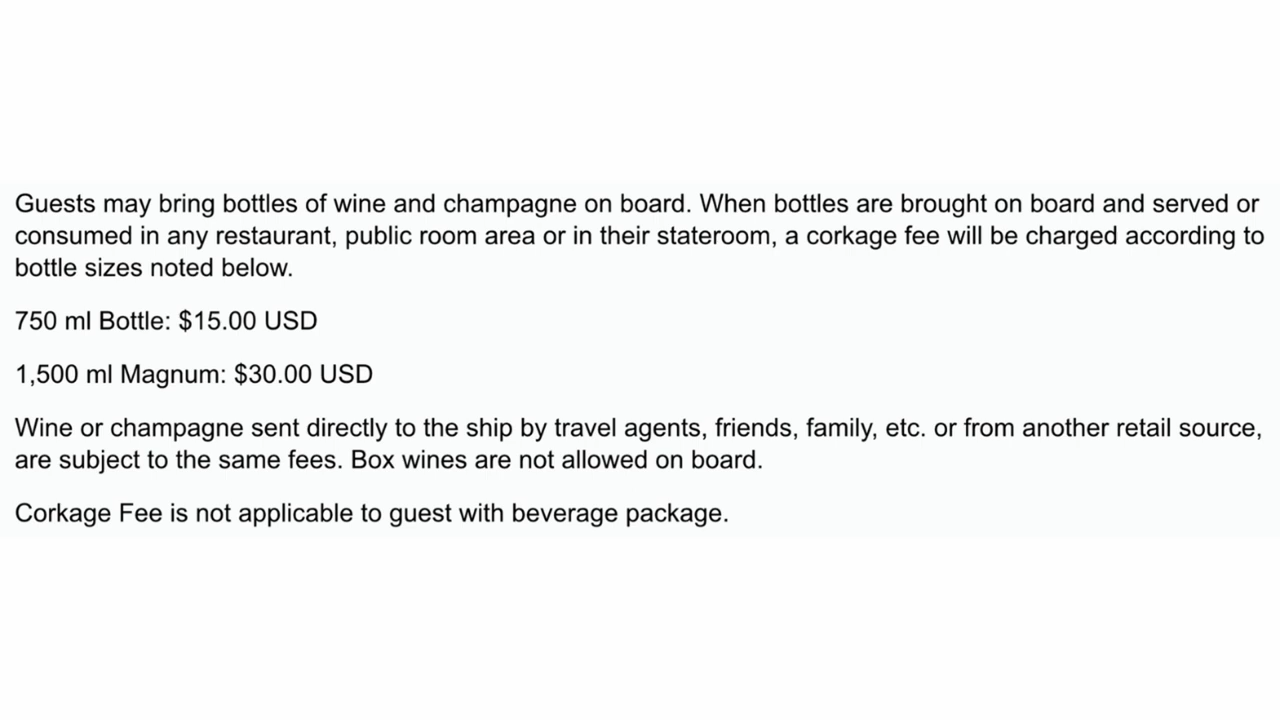 Guests may bring bottles of wine and champagne on board. When bottles are brought on board and served or
consumed in any restaurant, public room area or in their stateroom, a corkage fee will be charged according to
bottle sizes noted below.
750 ml Bottle: $15.00 USD
1,500 ml Magnum: $30.00 USD
Wine or champagne sent directly to the ship by travel agents, friends, family, etc. or from another retail source,
are subject to the same fees. Box wines are not allowed on board.
Corkage Fee is not applicable to guest with beverage package.